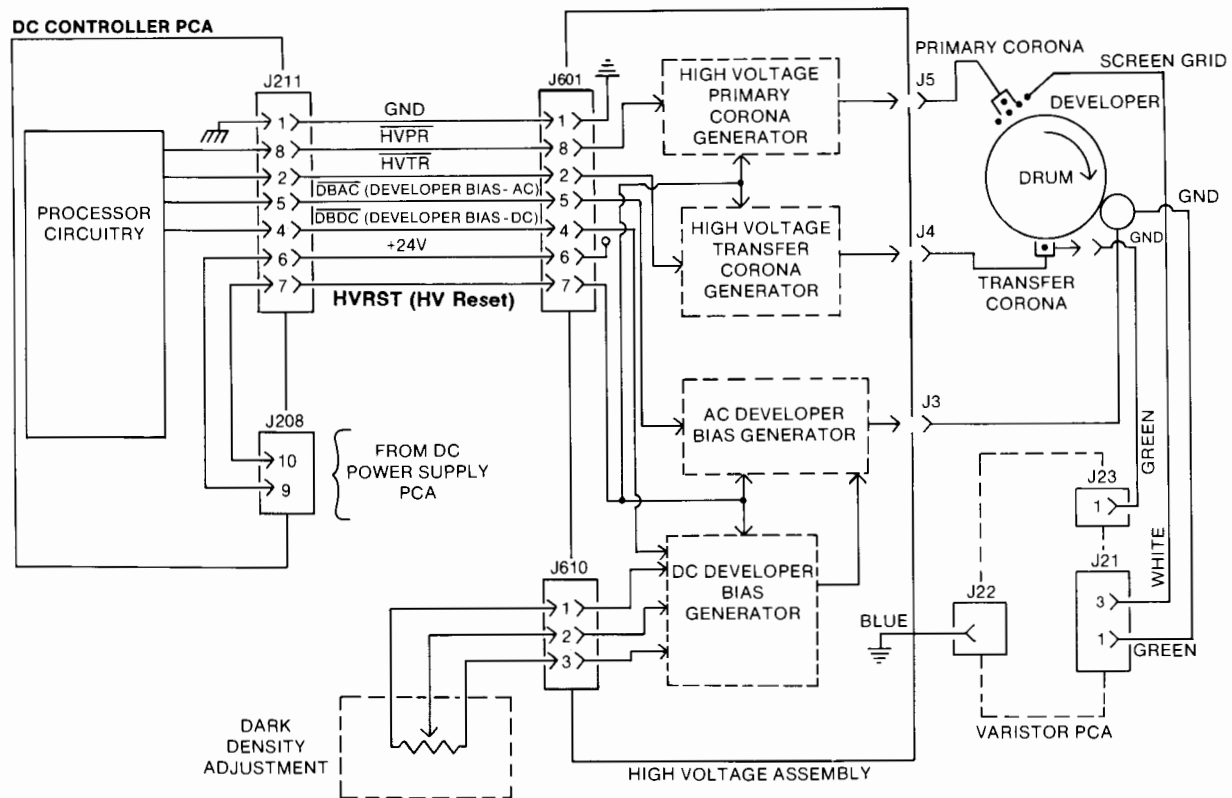 DC CONTROLLER PCA
J211
J601
PROCESSOR
CIRCUITRY
1
8
2
5
4
6
7
GND
HVPR
HVTR
DBAC (DEVELOPER BIAS- AC)
DBDC (DEVELOPER BIAS -DC)
+24V
HVRST (HV Reset)
1
8
2
5
4
6
7
J208
10
9
FROM DC
POWER SUPPLY
PCA
HIGH VOLTAGE
PRIMARY
CORONA
GENERATOR
HIGH VOLTAGE
TRANSFER
CORONA
GENERATOR
AC DEVELOPER
BIAS GENERATOR
DC DEVELOPER
BIAS
GENERATOR
J610
1
2
3
DARK
DENSITY
ADJUSTMENT
HIGH VOLTAGE ASSEMBLY
J5
J4
J3
PRIMARY CORONA
SCREEN GRID
DEVELOPER
DRUM
GND
GND
TRANSFER
CORONA
GREEN
WHITE
J23
1
J21
3
1
GREEN
J22
BLUE
VARISTOR PCA